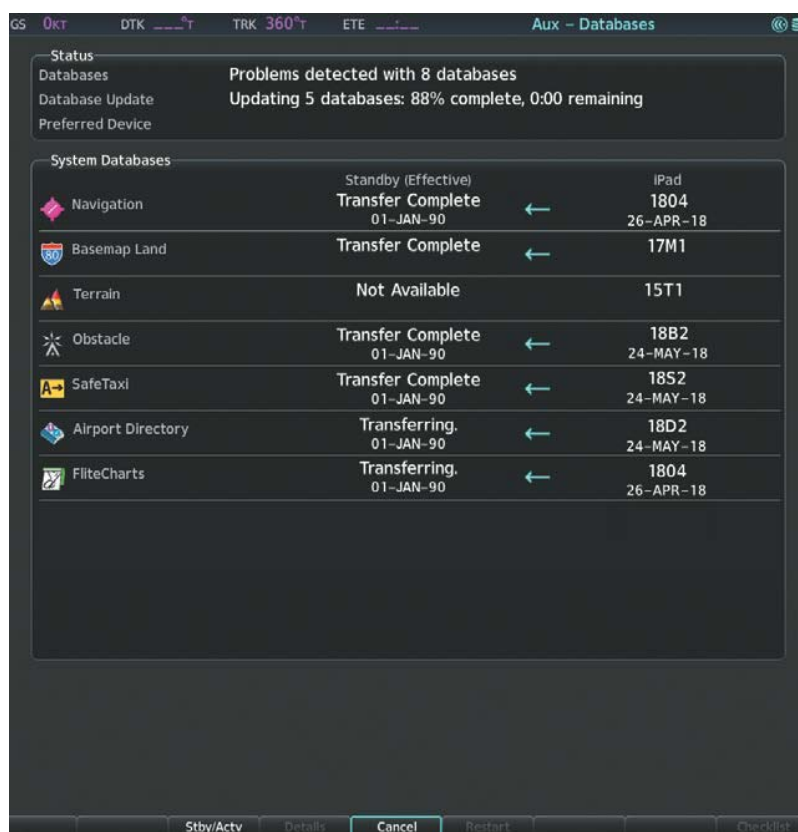 GS 0KT DTK ___°T TRK 360°T ETE __:__ Aux – Databases
Status
Databases Problems detected with 8 databases
Database Update Updating 5 databases: 88% complete, 0:00 remaining
Preferred Device
System Databases
Standby (Effective) iPad
Navigation Transfer Complete ← 1804
01–JAN–90 26–APR–18
80
Basemap Land Transfer Complete ← 17M1
Terrain Not Available 15T1
Obstacle Transfer Complete ← 18B2
01–JAN–90 24–MAY–18
A→ SafeTaxi Transfer Complete ← 18S2
01–JAN–90 24–MAY–18
Airport Directory Transferring. ← 18D2
01–JAN–90 24–MAY–18
FliteCharts Transferring. ← 1804
01–JAN–90 26–APR–18
Stby/Actv Details Cancel Restart Checklist